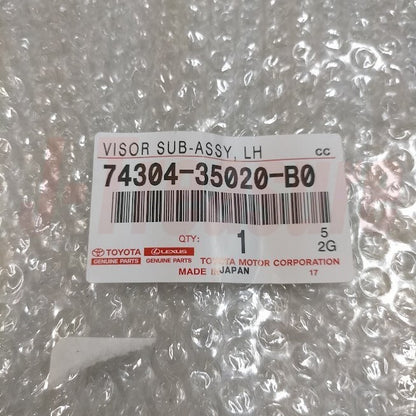 VISOR SUB-ASSY, LH CC
74304-35020-B0
QTY: 1 5
2G
TOYOTA LEXUS
GENUINE PARTS GENUINE PARTS TOYOTA MOTOR CORPORATION
MADE IN JAPAN 17